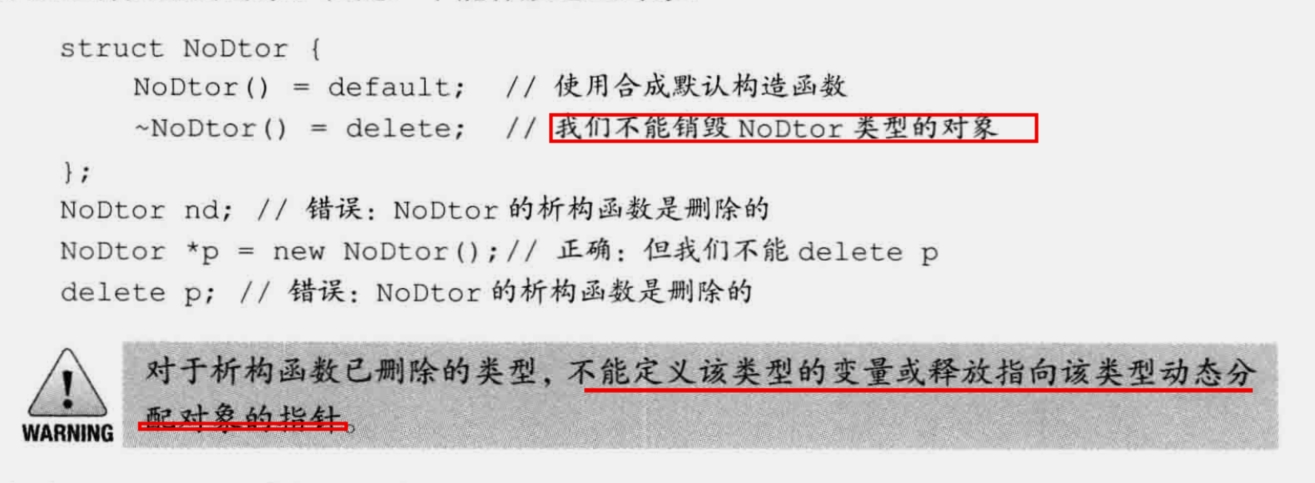 struct NoDtor {
NoDtor() = default; // 使用合成默认构造函数
~NoDtor() = delete; // 我们不能销毁 NoDtor 类型的对象
};
NoDtor nd; // 错误：NoDtor 的析构函数是删除的
NoDtor *p = new NoDtor();// 正确：但我们不能 delete p
delete p; // 错误：NoDtor 的析构函数是删除的
对于析构函数已删除的类型，不能定义该类型的变量或释放指向该类型动态分
配对象的指针。
WARNING